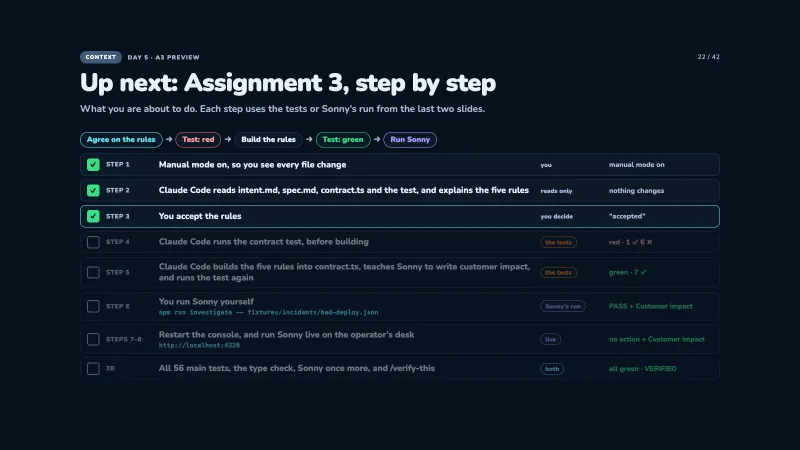 CONTEXT DAY 5 · A3 PREVIEW 22 / 42
Up next: Assignment 3, step by step
What you are about to do. Each step uses the tests or Sonny's run from the last two slides.
Agree on the rules → Test: red → Build the rules → Test: green → Run Sonny
STEP 1 Manual mode on, so you see every file change you manual mode on
STEP 2 Claude Code reads intent.md, spec.md, contract.ts and the test, and explains the five rules reads only nothing changes
STEP 3 You accept the rules you decide "accepted"
STEP 4 Claude Code runs the contract test, before building the tests red · 1 ✓ 6 ✕
STEP 5 Claude Code builds the five rules into contract.ts, teaches Sonny to write customer impact, the tests green · 7 ✓
and runs the test again
STEP 6 You run Sonny yourself Sonny's run PASS + Customer impact
npm run investigate -- fixtures/incidents/bad-deploy.json
STEPS 7–8 Restart the console, and run Sonny live on the operator's desk live no action + Customer impact
http://localhost:4320
3B All 56 main tests, the type check, Sonny once more, and /verify-this both all green · VERIFIED